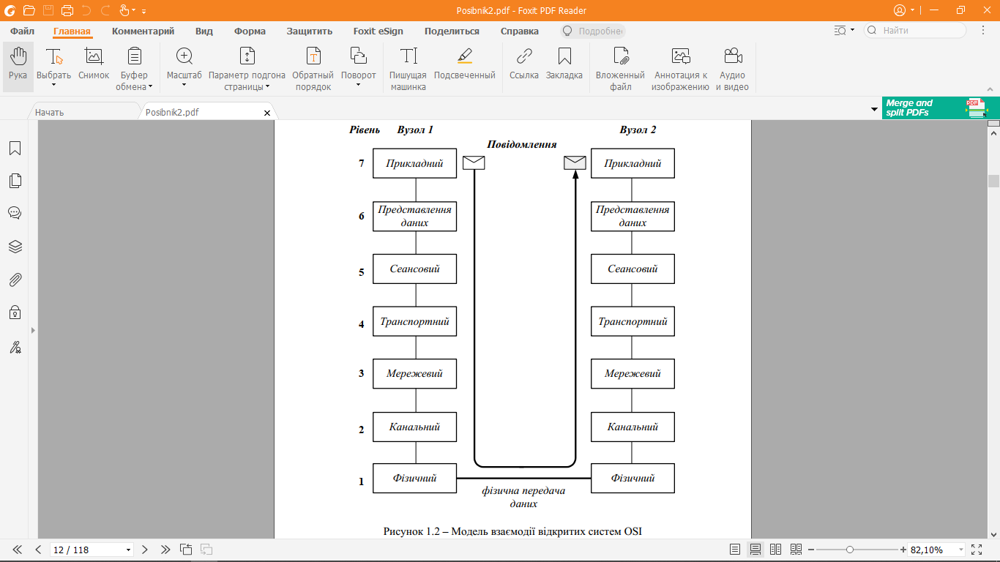 Posibnik2.pdf - Foxit PDF Reader
Файл Главная Комментарий Вид Форма Защитить Foxit eSign Поделиться Справка Подробнее Найти
Рука Выбрать Снимок Буфер обмена Масштаб Параметр подгона страницы Обратный порядок Поворот Пишущая машинка Подсвеченный Ссылка Закладка Вложенный файл Аннотация к изображению Аудио и видео
Начать Posibnik2.pdf
Merge and
split PDFs
PDF
Рівень Вузол 1 Вузол 2
Повідомлення
7 Прикладний Прикладний
6 Представлення даних Представлення даних
5 Сеансовий Сеансовий
4 Транспортний Транспортний
3 Мережевий Мережевий
2 Канальний Канальний
1 Фізичний Фізичний
фізична передача
даних
Рисунок 1.2 – Модель взаємодії відкритих систем OSI
12 / 118 82,10%